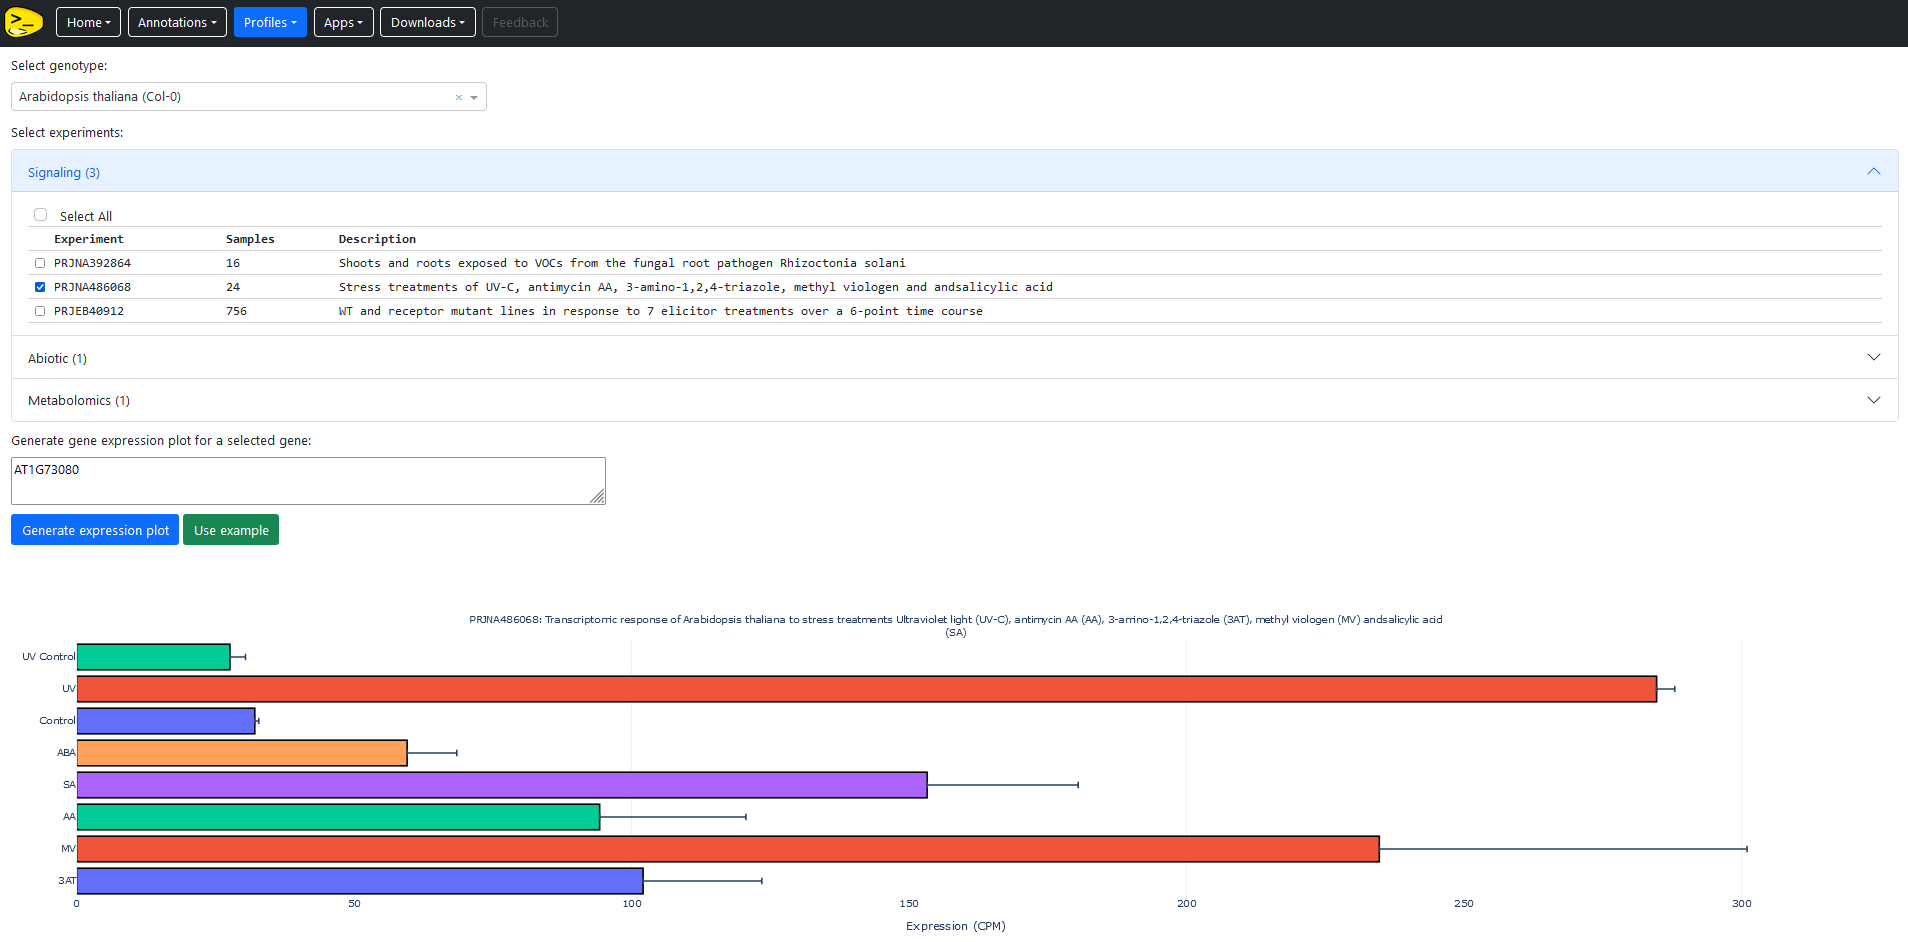 Home Annotations Profiles Apps Downloads Feedback
Select genotype:
Arabidopsis thaliana (Col-0) ×
Select experiments:
Signaling (3)
Select All
Experiment Samples Description
PRJNA392864 16 Shoots and roots exposed to VOCs from the fungal root pathogen Rhizoctonia solani
PRJNA486068 24 Stress treatments of UV-C, antimycin AA, 3-amino-1,2,4-triazole, methyl viologen and andsalicylic acid
PRJEB40912 756 WT and receptor mutant lines in response to 7 elicitor treatments over a 6-point time course
Abiotic (1)
Metabolomics (1)
Generate gene expression plot for a selected gene:
AT1G73080
Generate expression plot Use example
PRJNA486068: Transcriptomic response of Arabidopsis thaliana to stress treatments Ultraviolet light (UV-C), antimycin AA (AA), 3-amino-1,2,4-triazole (3AT), methyl viologen (MV) andsalicylic acid
(SA)
UV Control
UV
Control
ABA
SA
AA
MV
3AT
0 50 100 150 200 250 300
Expression (CPM)